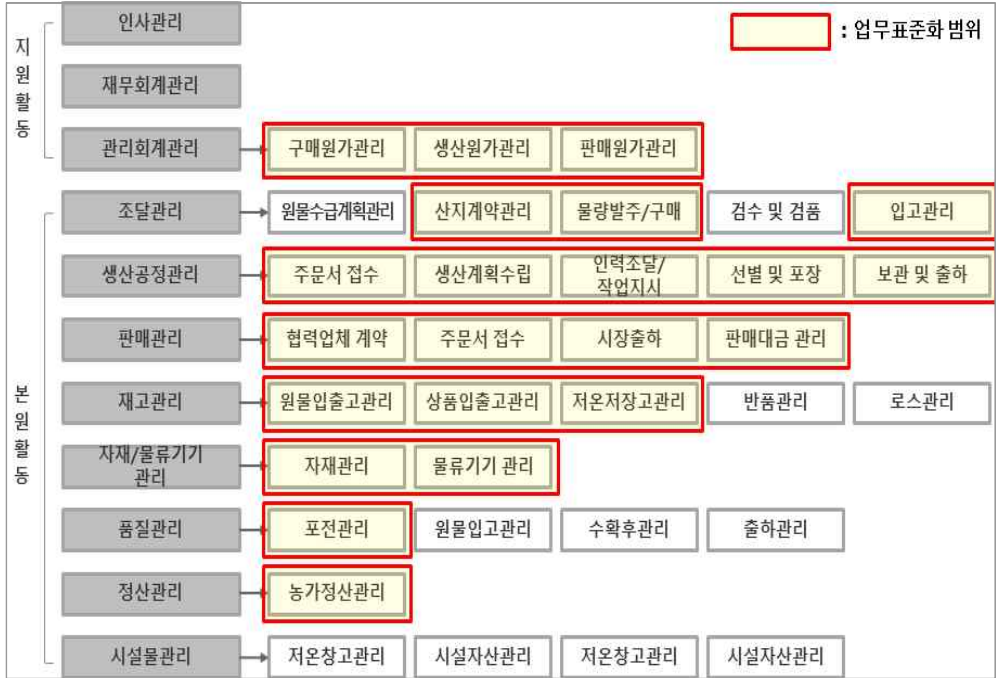 인사관리
: 업무표준화 범위
지원활동
재무회계관리
관리회계관리
구매원가관리
생산원가관리
판매원가관리
조달관리
원물수급계획관리
산지계약관리
물량발주/구매
검수 및 검품
입고관리
생산공정관리
주문서 접수
생산계획수립
인력조달/
작업지시
선별 및 포장
보관 및 출하
판매관리
협력업체 계약
주문서 접수
시장출하
판매대금 관리
본원활동
재고관리
원물입출고관리
상품입출고관리
저온저장고관리
반품관리
로스관리
자재/물류기기
관리
자재관리
물류기기 관리
품질관리
포전관리
원물입고관리
수확후관리
출하관리
정산관리
농가정산관리
시설물관리
저온창고관리
시설자산관리
저온창고관리
시설자산관리